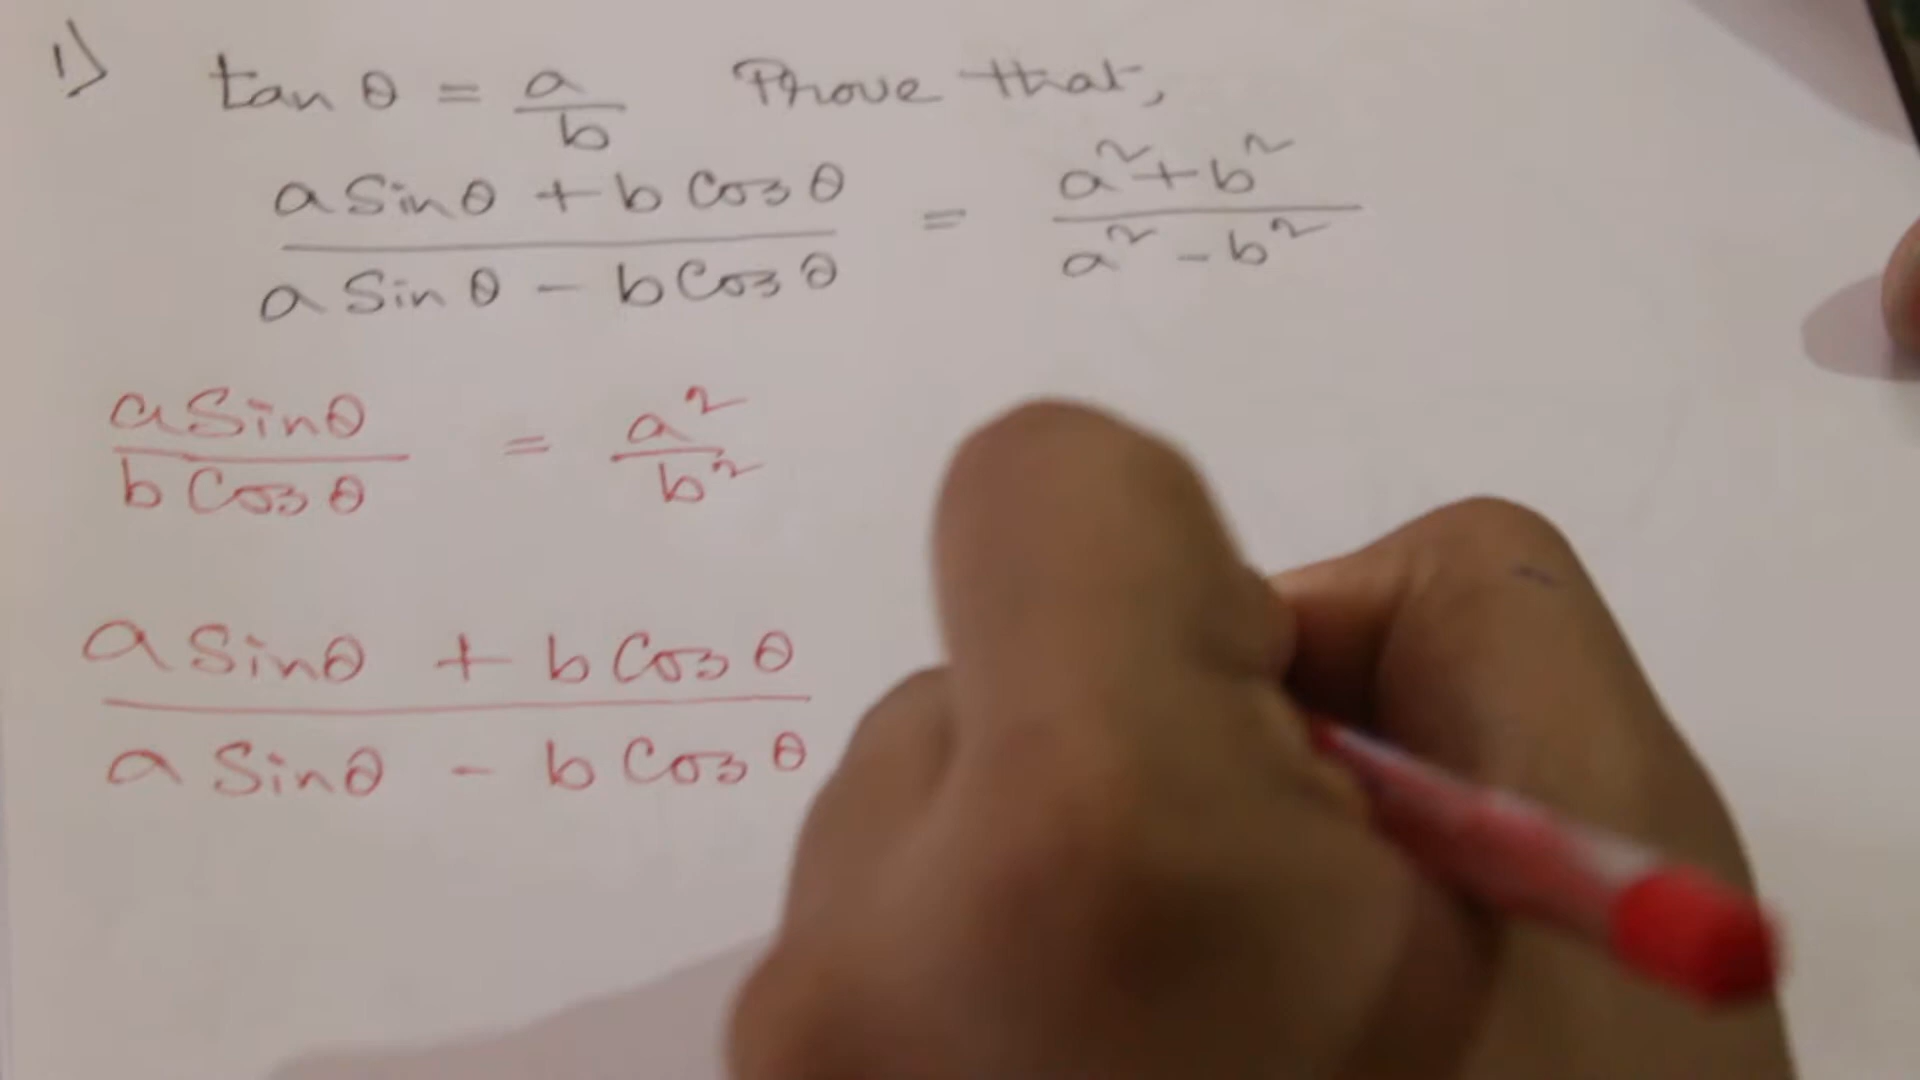 1) tan θ = a/b Prove that,
(a Sin θ + b Cos θ)/(a Sin θ - b Cos θ) = (a² + b²)/(a² - b²)
a Sin θ/b Cos θ = a²/b²
(a Sin θ + b Cos θ)/(a Sin θ - b Cos θ)